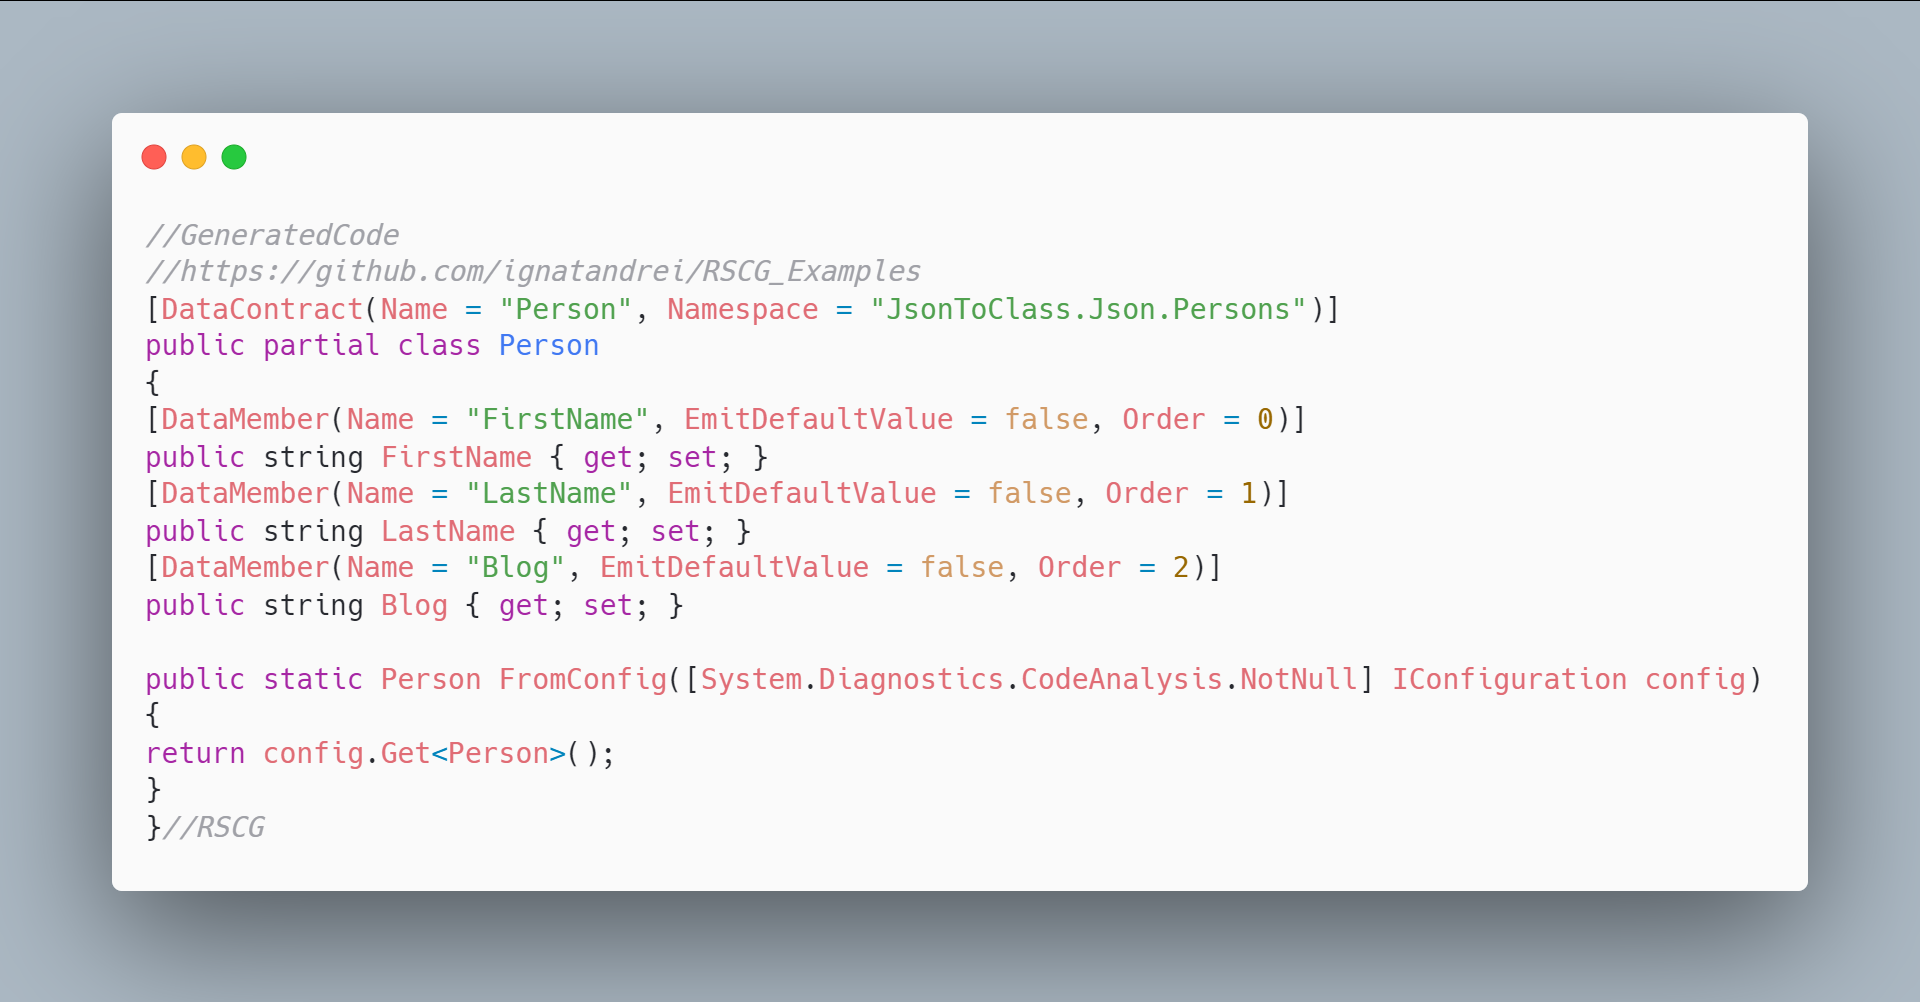 //GeneratedCode
//https://github.com/ignatandrei/RSCG_Examples
[DataContract(Name = "Person", Namespace = "JsonToClass.Json.Persons")]
public partial class Person
{
[DataMember(Name = "FirstName", EmitDefaultValue = false, Order = 0)]
public string FirstName { get; set; }
[DataMember(Name = "LastName", EmitDefaultValue = false, Order = 1)]
public string LastName { get; set; }
[DataMember(Name = "Blog", EmitDefaultValue = false, Order = 2)]
public string Blog { get; set; }
public static Person FromConfig([System.Diagnostics.CodeAnalysis.NotNull] IConfiguration config)
{
return config.Get<Person>();
}
}//RSCG